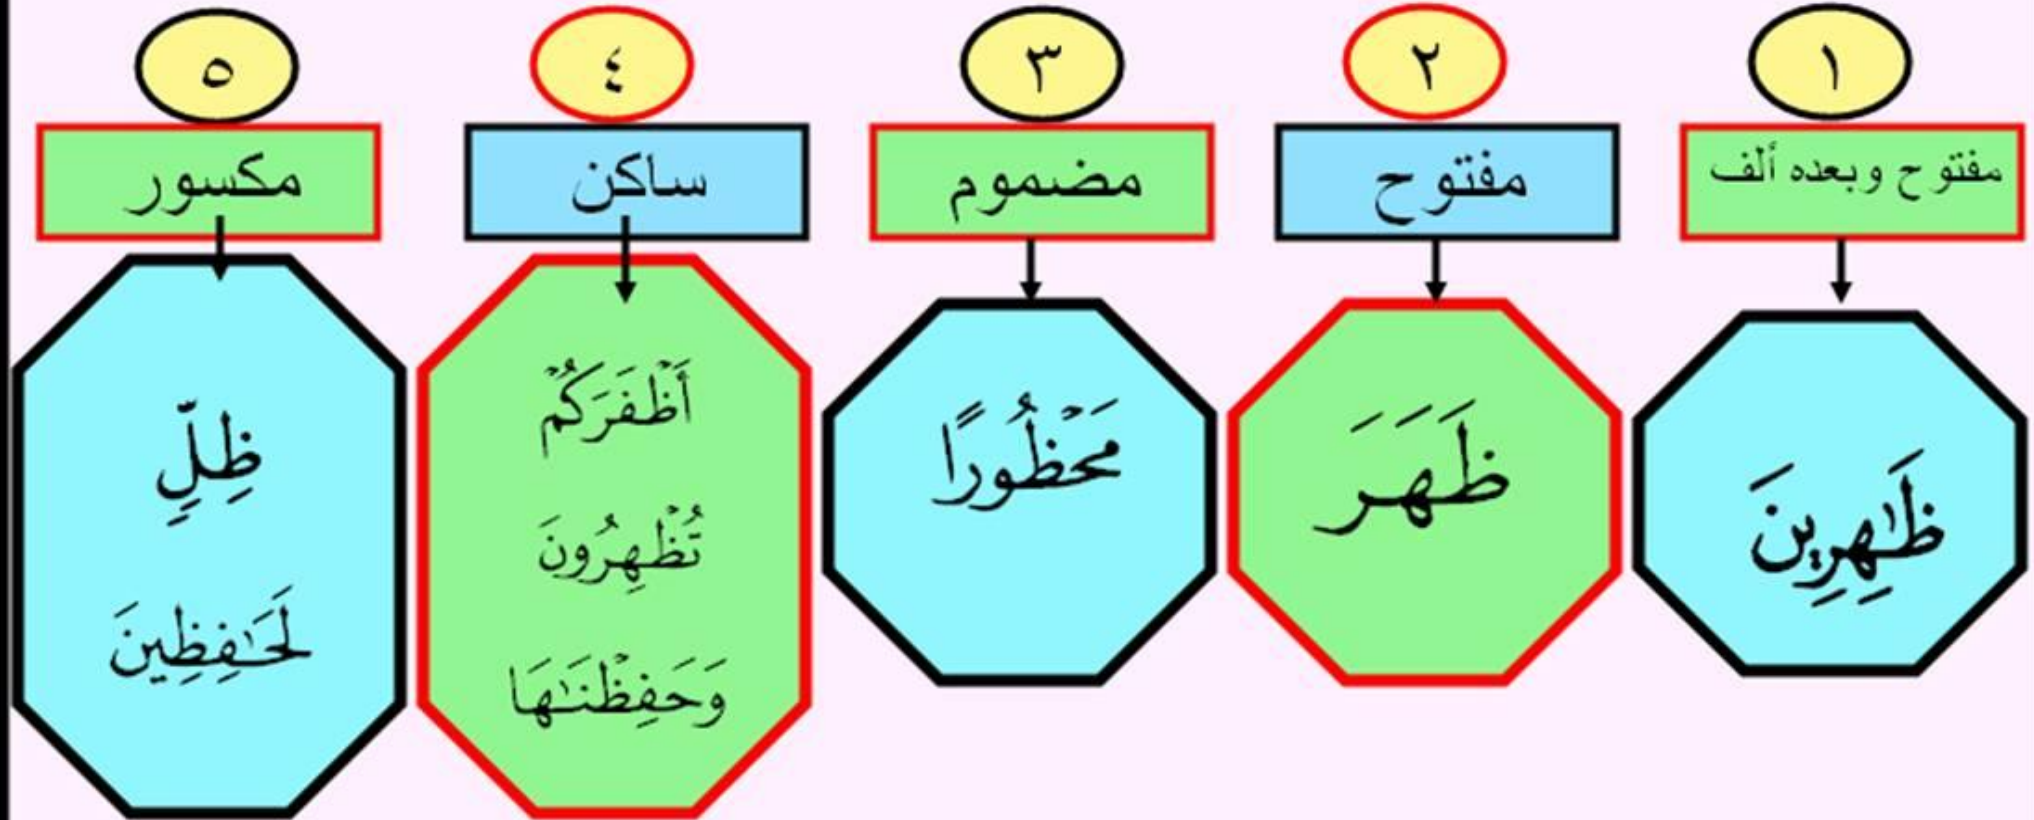 ١
مفتوح وبعده ألف
ظَٰهِرِينَ
٢
مفتوح
ظَهَرَ
٣
مضموم
مَحۡظُورًا
٤
ساكن
أَظۡفَرَكُمۡ
تُظۡهِرُونَ
وَحَفِظۡنَٰهَا
٥
مكسور
ظِلّٖ
لَحَٰفِظِينَ